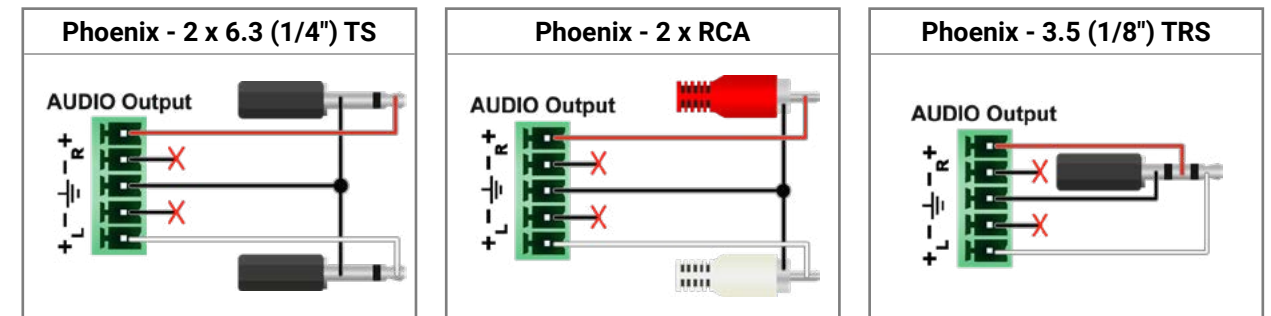 Phoenix - 2 x 6.3 (1/4") TS
AUDIO Output
+
R
-
-
L
+
Phoenix - 2 x RCA
AUDIO Output
+
R
-
-
L
+
Phoenix - 3.5 (1/8") TRS
AUDIO Output
+
R
-
-
L
+